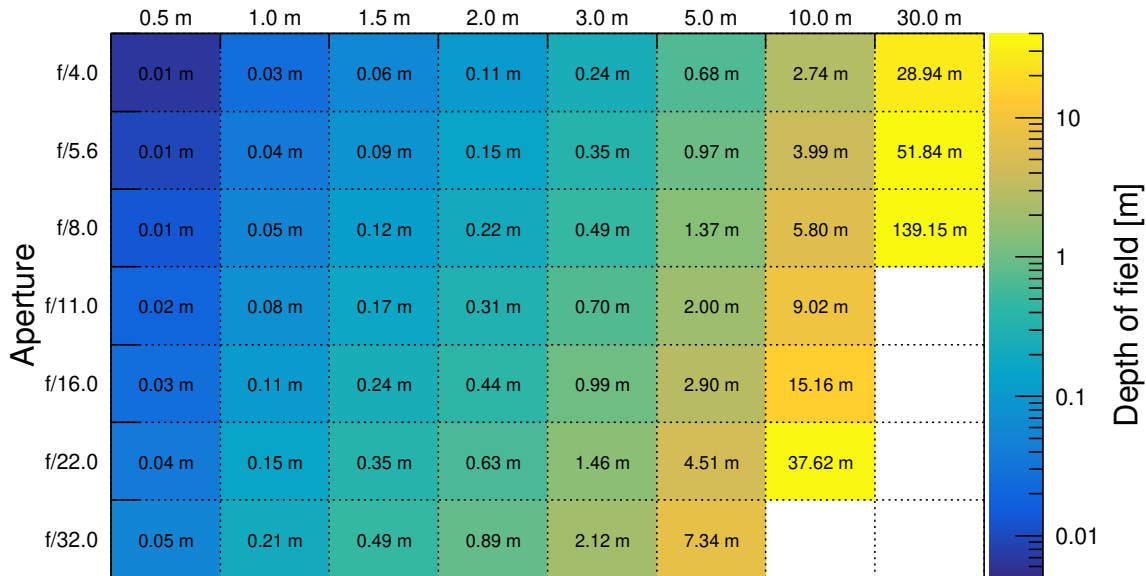 0.5 m 1.0 m 1.5 m 2.0 m 3.0 m 5.0 m 10.0 m 30.0 m
f/4.0 0.01 m 0.03 m 0.06 m 0.11 m 0.24 m 0.68 m 2.74 m 28.94 m
f/5.6 0.01 m 0.04 m 0.09 m 0.15 m 0.35 m 0.97 m 3.99 m 51.84 m
f/8.0 0.01 m 0.05 m 0.12 m 0.22 m 0.49 m 1.37 m 5.80 m 139.15 m
f/11.0 0.02 m 0.08 m 0.17 m 0.31 m 0.70 m 2.00 m 9.02 m
f/16.0 0.03 m 0.11 m 0.24 m 0.44 m 0.99 m 2.90 m 15.16 m
f/22.0 0.04 m 0.15 m 0.35 m 0.63 m 1.46 m 4.51 m 37.62 m
f/32.0 0.05 m 0.21 m 0.49 m 0.89 m 2.12 m 7.34 m
Aperture
10
1
0.1
0.01
Depth of field [m]